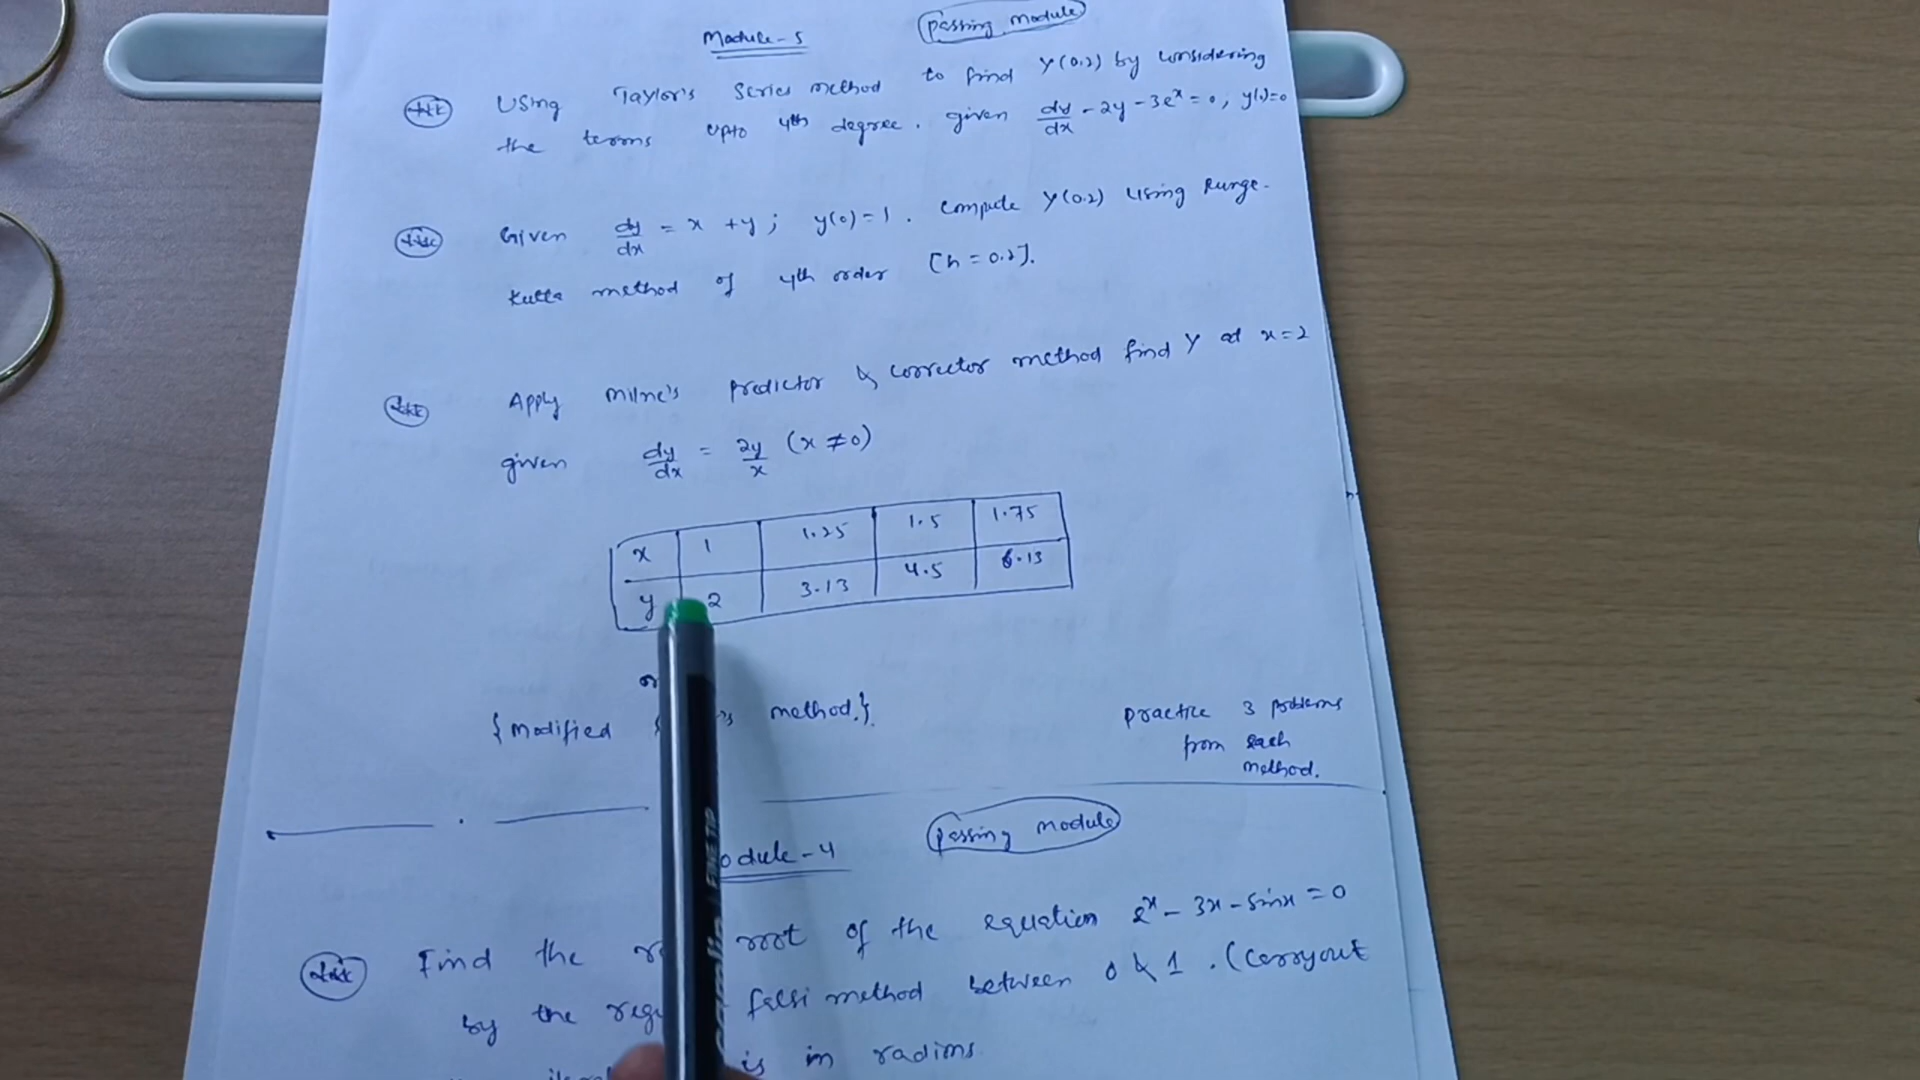 Module-5 Passing module
Using Taylor's Series method to find y(0.2) by considering
the terms upto 4th degree. given dy/dx - 2y - 3e^x = 0; y(0)=0
Given dy/dx = x + y; y(0)=1. Compute y(0.2) using Runge-
Kutta method of 4th order [h = 0.2].
Apply Milne's predictor & corrector method find y at x=2
given dy/dx = 2y/x (x ≠ 0)
x 1 1.25 1.5 1.75
y 2 3.13 4.5 6.13
{Modified 's method.}
practice 3 problems
from each
method.
odule-4 Passing module
Find the root of the equation e^x - 3x - sinx = 0
by the falsi method between 0 & 1. (Carryout
is in radians
FINE TIP